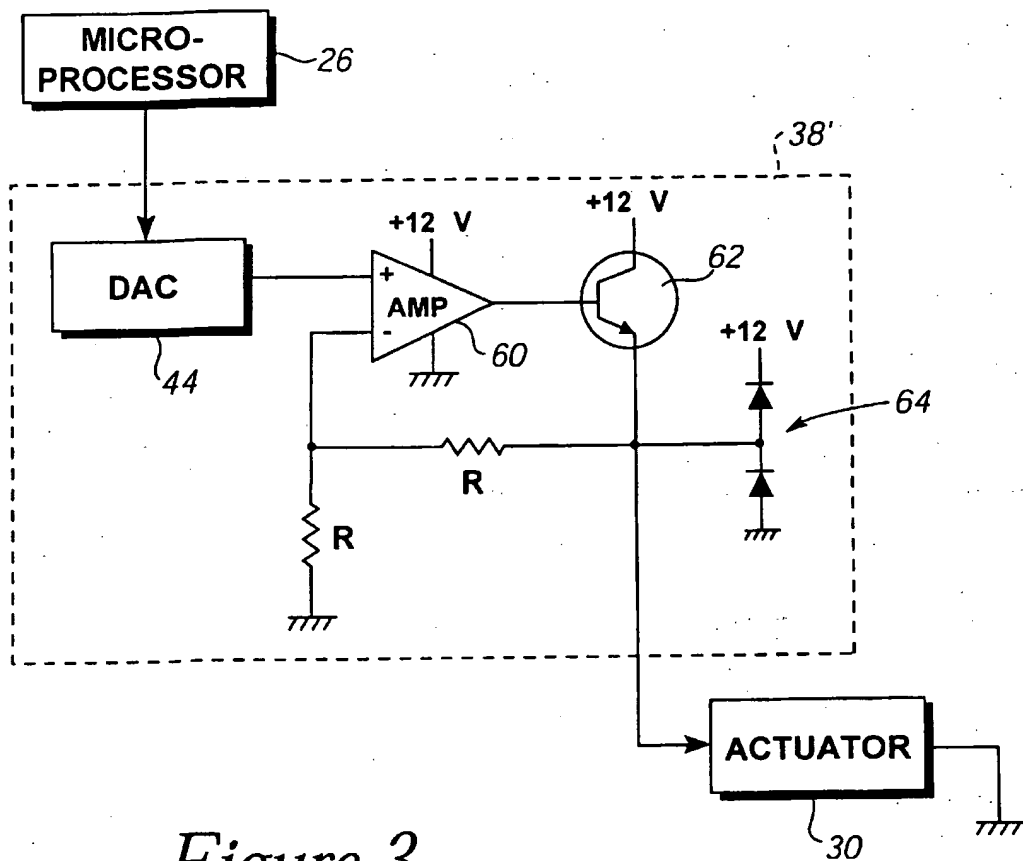 MICRO-
PROCESSOR
26
38'
+12 V
+12 V
DAC
+
AMP
-
62
60
44
+12 V
64
R
R
ACTUATOR
30
Figure 3